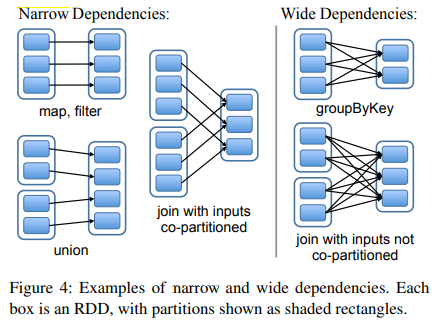 Narrow Dependencies:
Wide Dependencies:
map, filter
union
join with inputs
co-partitioned
groupByKey
join with inputs not
co-partitioned
Figure 4: Examples of narrow and wide dependencies. Each
box is an RDD, with partitions shown as shaded rectangles.